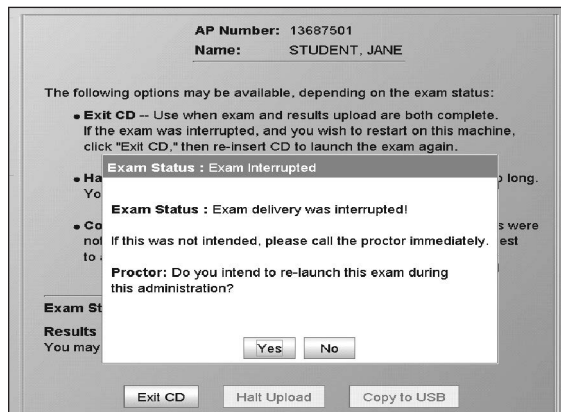 AP Number: 13687501
Name: STUDENT, JANE
The following options may be available, depending on the exam status:
• Exit CD -- Use when exam and results upload are both complete.
If the exam was interrupted, and you wish to restart on this machine,
click "Exit CD," then re-insert CD to launch the exam again.
Exam Status : Exam Interrupted
• Ha
long.
Yo
Exam Status : Exam delivery was interrupted!
• Co
s were
not
est
If this was not intended, please call the proctor immediately.
to
Proctor: Do you intend to re-launch this exam during
this administration?
Exam St
Results
You may
Yes No
Exit CD Halt Upload Copy to USB